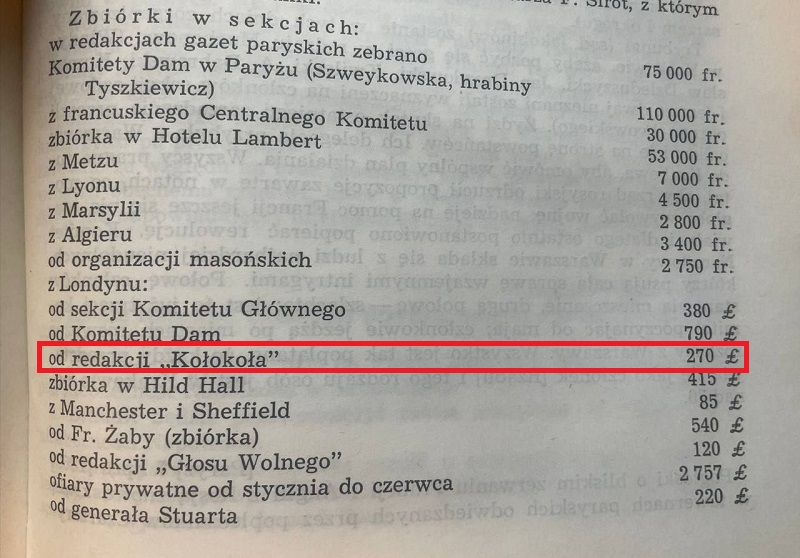 Sirot, z którym
Zbiórki w sekcjach:
w redakcjach gazet paryskich zebrano 75 000 fr.
Komitety Dam w Paryżu (Szweykowska, hrabiny
Tyszkiewicz) 110 000 fr.
z francuskiego Centralnego Komitetu 30 000 fr.
zbiórka w Hotelu Lambert 53 000 fr.
z Metzu 7 000 fr.
z Lyonu 4 500 fr.
z Marsylii 2 800 fr.
z Algieru 3 400 fr.
od organizacji masońskich 2 750 fr.
z Londynu:
od sekcji Komitetu Głównego 380 £
od Komitetu Dam 790 £
od redakcji „Kołokoła” 270 £
zbiórka w Hild Hall 415 £
z Manchester i Sheffield 85 £
od Fr. Żaby (zbiórka) 540 £
od redakcji „Głosu Wolnego” 120 £
ofiary prywatne od stycznia do czerwca 2 757 £
od generała Stuarta 220 £